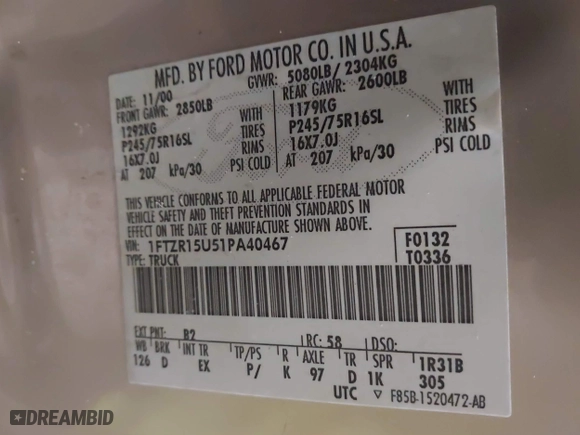 MFD. BY FORD MOTOR CO. IN U.S.A.
DATE: 11/00 GVWR: 5080LB/ 2304KG
FRONT GAWR: 2850LB REAR GAWR: 2600LB
1292KG WITH 1179KG WITH
P245/75R16SL TIRES P245/75R16SL TIRES
16X7.0J RIMS 16X7.0J RIMS
AT 207 kPa/30 PSI COLD AT 207 kPa/30 PSI COLD
THIS VEHICLE CONFORMS TO ALL APPLICABLE FEDERAL MOTOR
VEHICLE SAFETY AND THEFT PREVENTION STANDARDS IN
EFFECT ON THE DATE OF MANUFACTURE SHOWN ABOVE.
VIN: 1FTZR15U51PA40467 F0132
TYPE: TRUCK T0336
EXT PNT: B2 RC: 58 DSO:
WB BRK INT TR TP/PS R AXLE TR SPR 1R31B
126 D EX P/ K 97 D 1K 305
UTC ▽ F85B-1520472-AB
DREAMBID